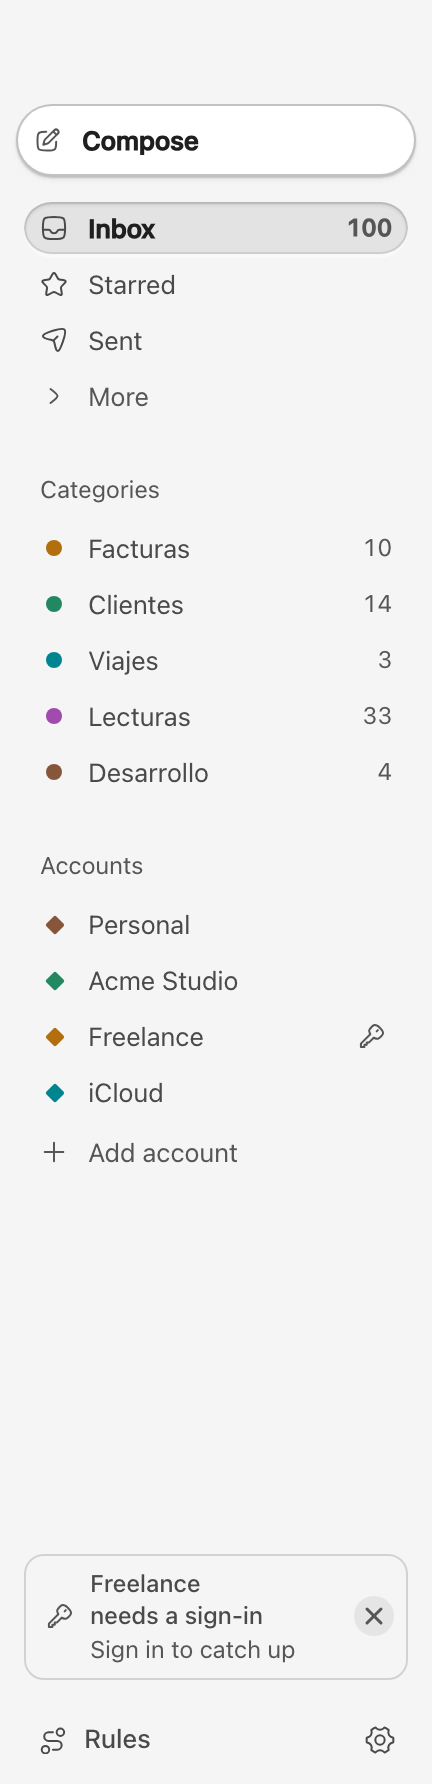 Compose
Inbox 100
Starred
Sent
More
Categories
Facturas 10
Clientes 14
Viajes 3
Lecturas 33
Desarrollo 4
Accounts
Personal
Acme Studio
Freelance
iCloud
Add account
Freelance
needs a sign-in
Sign in to catch up
Rules